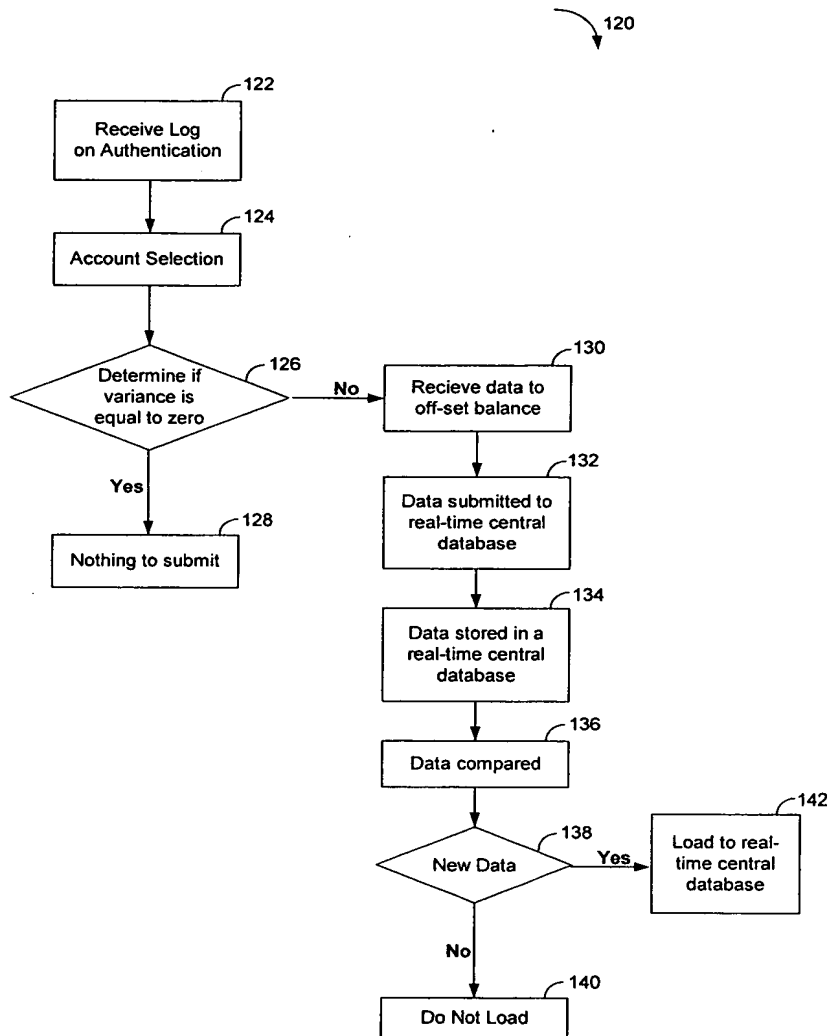 120
122
Receive Log
on Authentication
124
Account Selection
126
Determine if
variance is
equal to zero
No
Yes
128
Nothing to submit
130
Recieve data to
off-set balance
132
Data submitted to
real-time central
database
134
Data stored in a
real-time central
database
136
Data compared
138
New Data
Yes
142
Load to real-
time central
database
No
140
Do Not Load